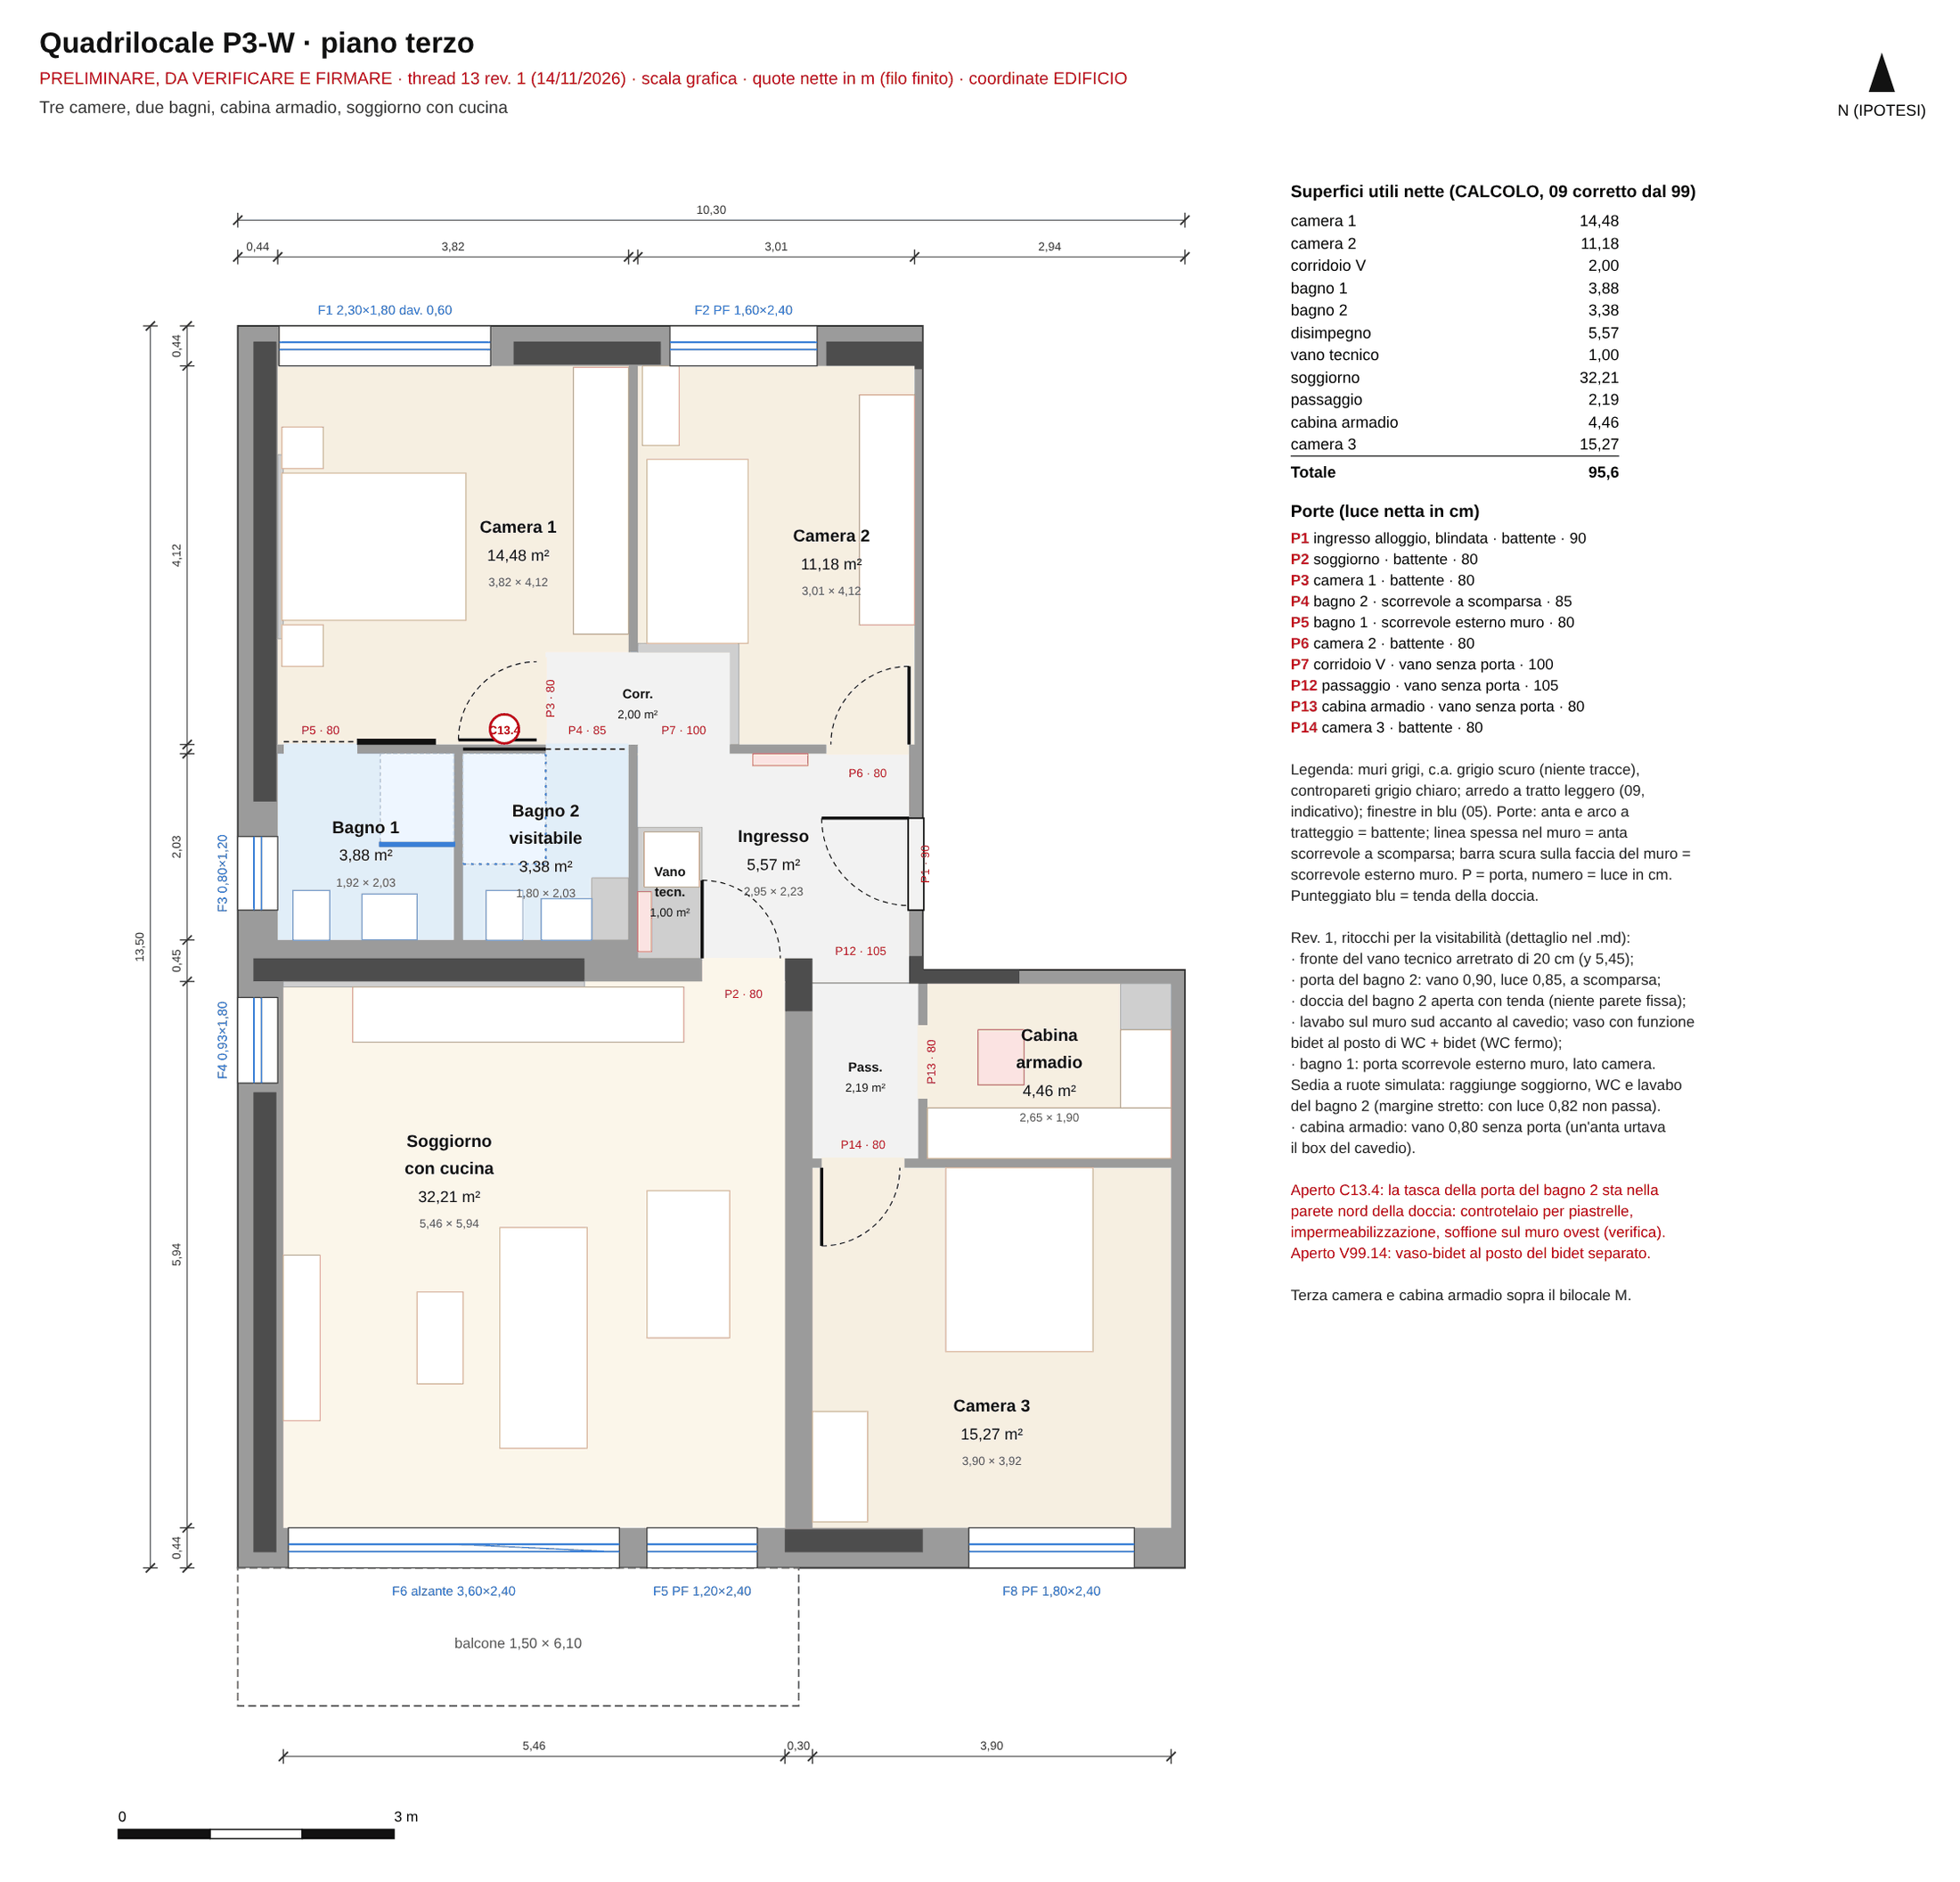 Quadrilocale P3-W · piano terzo
PRELIMINARE, DA VERIFICARE E FIRMARE · thread 13 rev. 1 (14/11/2026) · scala grafica · quote nette in m (filo finito) · coordinate EDIFICIO
Tre camere, due bagni, cabina armadio, soggiorno con cucina
N (IPOTESI)
10,30
0,44
3,82
3,01
2,94
F1 2,30×1,80 dav. 0,60
F2 PF 1,60×2,40
0,44
4,12
2,03
0,45
5,94
0,44
13,50
Camera 1
14,48 m²
3,82 × 4,12
Camera 2
11,18 m²
3,01 × 4,12
Corr.
2,00 m²
P3 · 80
P5 · 80
C13.4
P4 · 85
P7 · 100
P6 · 80
Bagno 1
3,88 m²
1,92 × 2,03
Bagno 2
visitabile
3,38 m²
1,80 × 2,03
Vano
tecn.
1,00 m²
Ingresso
5,57 m²
2,95 × 2,23
P1 · 90
F3 0,80×1,20
P12 · 105
P2 · 80
F4 0,93×1,80
Pass.
2,19 m²
P13 · 80
Cabina
armadio
4,46 m²
2,65 × 1,90
P14 · 80
Soggiorno
con cucina
32,21 m²
5,46 × 5,94
Camera 3
15,27 m²
3,90 × 3,92
F6 alzante 3,60×2,40
F5 PF 1,20×2,40
F8 PF 1,80×2,40
balcone 1,50 × 6,10
5,46
0,30
3,90
0
3 m
Superfici utili nette (CALCOLO, 09 corretto dal 99)
camera 1 14,48
camera 2 11,18
corridoio V 2,00
bagno 1 3,88
bagno 2 3,38
disimpegno 5,57
vano tecnico 1,00
soggiorno 32,21
passaggio 2,19
cabina armadio 4,46
camera 3 15,27
Totale 95,6
Porte (luce netta in cm)
P1 ingresso alloggio, blindata · battente · 90
P2 soggiorno · battente · 80
P3 camera 1 · battente · 80
P4 bagno 2 · scorrevole a scomparsa · 85
P5 bagno 1 · scorrevole esterno muro · 80
P6 camera 2 · battente · 80
P7 corridoio V · vano senza porta · 100
P12 passaggio · vano senza porta · 105
P13 cabina armadio · vano senza porta · 80
P14 camera 3 · battente · 80
Legenda: muri grigi, c.a. grigio scuro (niente tracce),
contropareti grigio chiaro; arredo a tratto leggero (09,
indicativo); finestre in blu (05). Porte: anta e arco a
tratteggio = battente; linea spessa nel muro = anta
scorrevole a scomparsa; barra scura sulla faccia del muro =
scorrevole esterno muro. P = porta, numero = luce in cm.
Punteggiato blu = tenda della doccia.
Rev. 1, ritocchi per la visitabilità (dettaglio nel .md):
· fronte del vano tecnico arretrato di 20 cm (y 5,45);
· porta del bagno 2: vano 0,90, luce 0,85, a scomparsa;
· doccia del bagno 2 aperta con tenda (niente parete fissa);
· lavabo sul muro sud accanto al cavedio; vaso con funzione
bidet al posto di WC + bidet (WC fermo);
· bagno 1: porta scorrevole esterno muro, lato camera.
Sedia a ruote simulata: raggiunge soggiorno, WC e lavabo
del bagno 2 (margine stretto: con luce 0,82 non passa).
· cabina armadio: vano 0,80 senza porta (un'anta urtava
il box del cavedio).
Aperto C13.4: la tasca della porta del bagno 2 sta nella
parete nord della doccia: controtelaio per piastrelle,
impermeabilizzazione, soffione sul muro ovest (verifica).
Aperto V99.14: vaso-bidet al posto del bidet separato.
Terza camera e cabina armadio sopra il bilocale M.